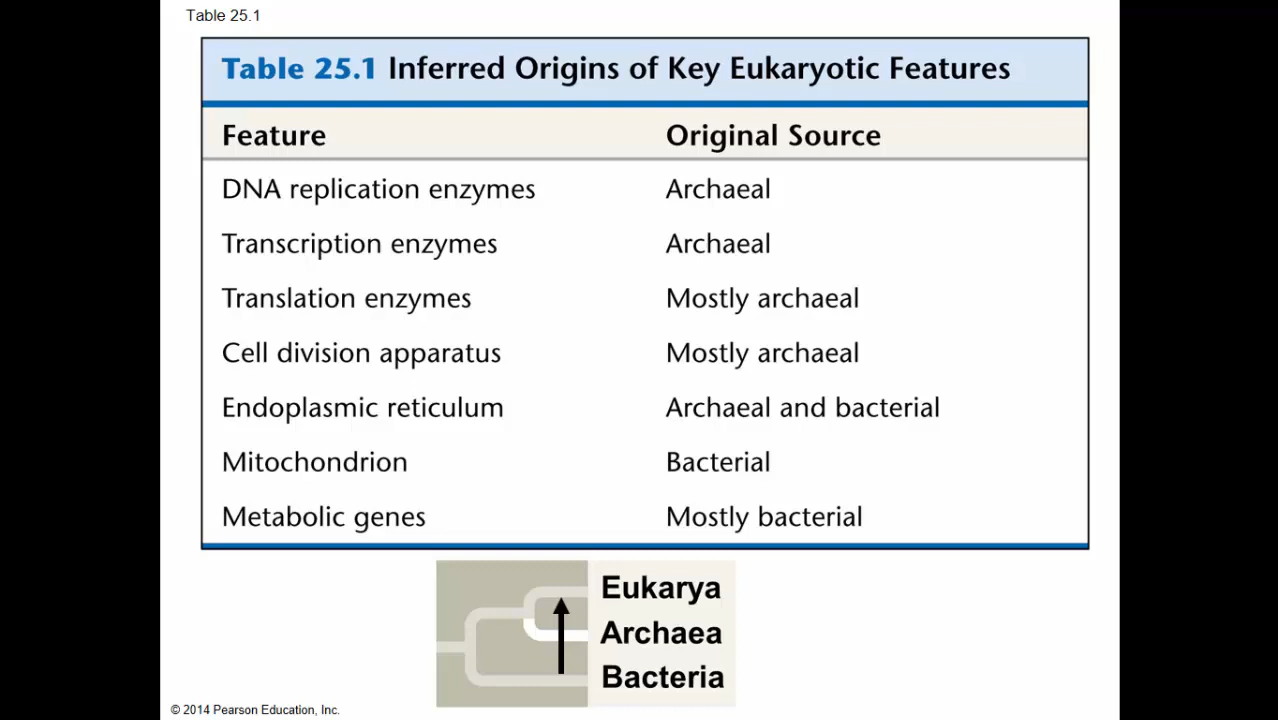 Table 25.1
Table 25.1 Inferred Origins of Key Eukaryotic Features
Feature Original Source
DNA replication enzymes Archaeal
Transcription enzymes Archaeal
Translation enzymes Mostly archaeal
Cell division apparatus Mostly archaeal
Endoplasmic reticulum Archaeal and bacterial
Mitochondrion Bacterial
Metabolic genes Mostly bacterial
Eukarya
Archaea
Bacteria
© 2014 Pearson Education, Inc.